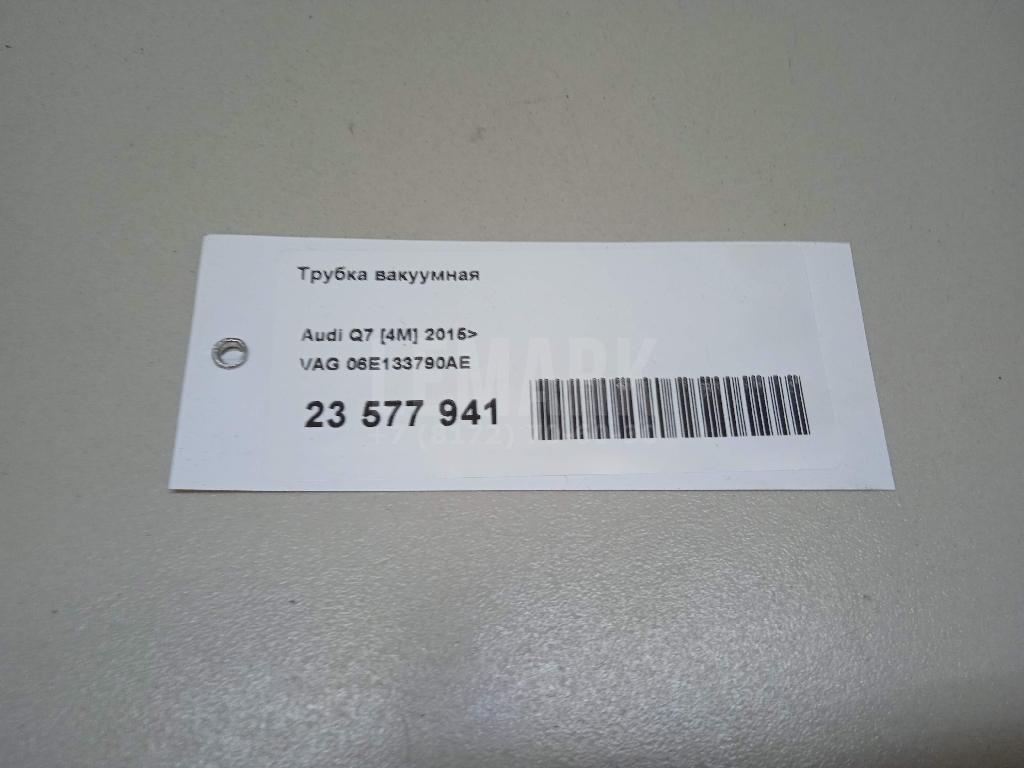 Трубка вакуумная
Audi Q7 [4M] 2015>
VAG 06E133790AE
23 577 941